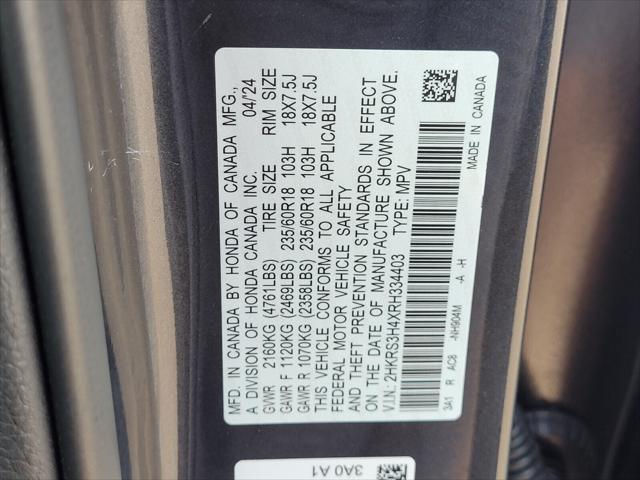 MFD. IN CANADA BY HONDA OF CANADA MFG.,
A DIVISION OF HONDA CANADA INC. 04/'24
GVWR 2160KG (4761LBS) TIRE SIZE RIM SIZE
GAWR F 1120KG (2469LBS) 235/60R18 103H 18X7.5J
GAWR R 1070KG (2358LBS) 235/60R18 103H 18X7.5J
THIS VEHICLE CONFORMS TO ALL APPLICABLE
FEDERAL MOTOR VEHICLE SAFETY
AND THEFT PREVENTION STANDARDS IN EFFECT
ON THE DATE OF MANUFACTURE SHOWN ABOVE.
V.I.N: 2HKRS3H4XRH334403 TYPE: MPV
3A1 R AC8 -NH904M -A -H MADE IN CANADA
3A0 A1